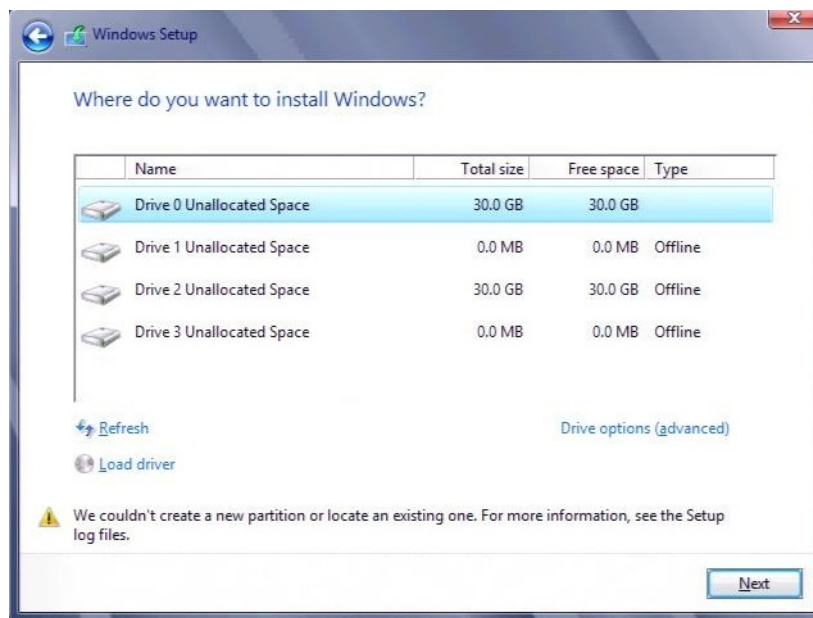 Windows Setup
Where do you want to install Windows?
Name Total size Free space Type
Drive 0 Unallocated Space 30.0 GB 30.0 GB
Drive 1 Unallocated Space 0.0 MB 0.0 MB Offline
Drive 2 Unallocated Space 30.0 GB 30.0 GB Offline
Drive 3 Unallocated Space 0.0 MB 0.0 MB Offline
Refresh Drive options (advanced)
Load driver
We couldn't create a new partition or locate an existing one. For more information, see the Setup
log files.
Next